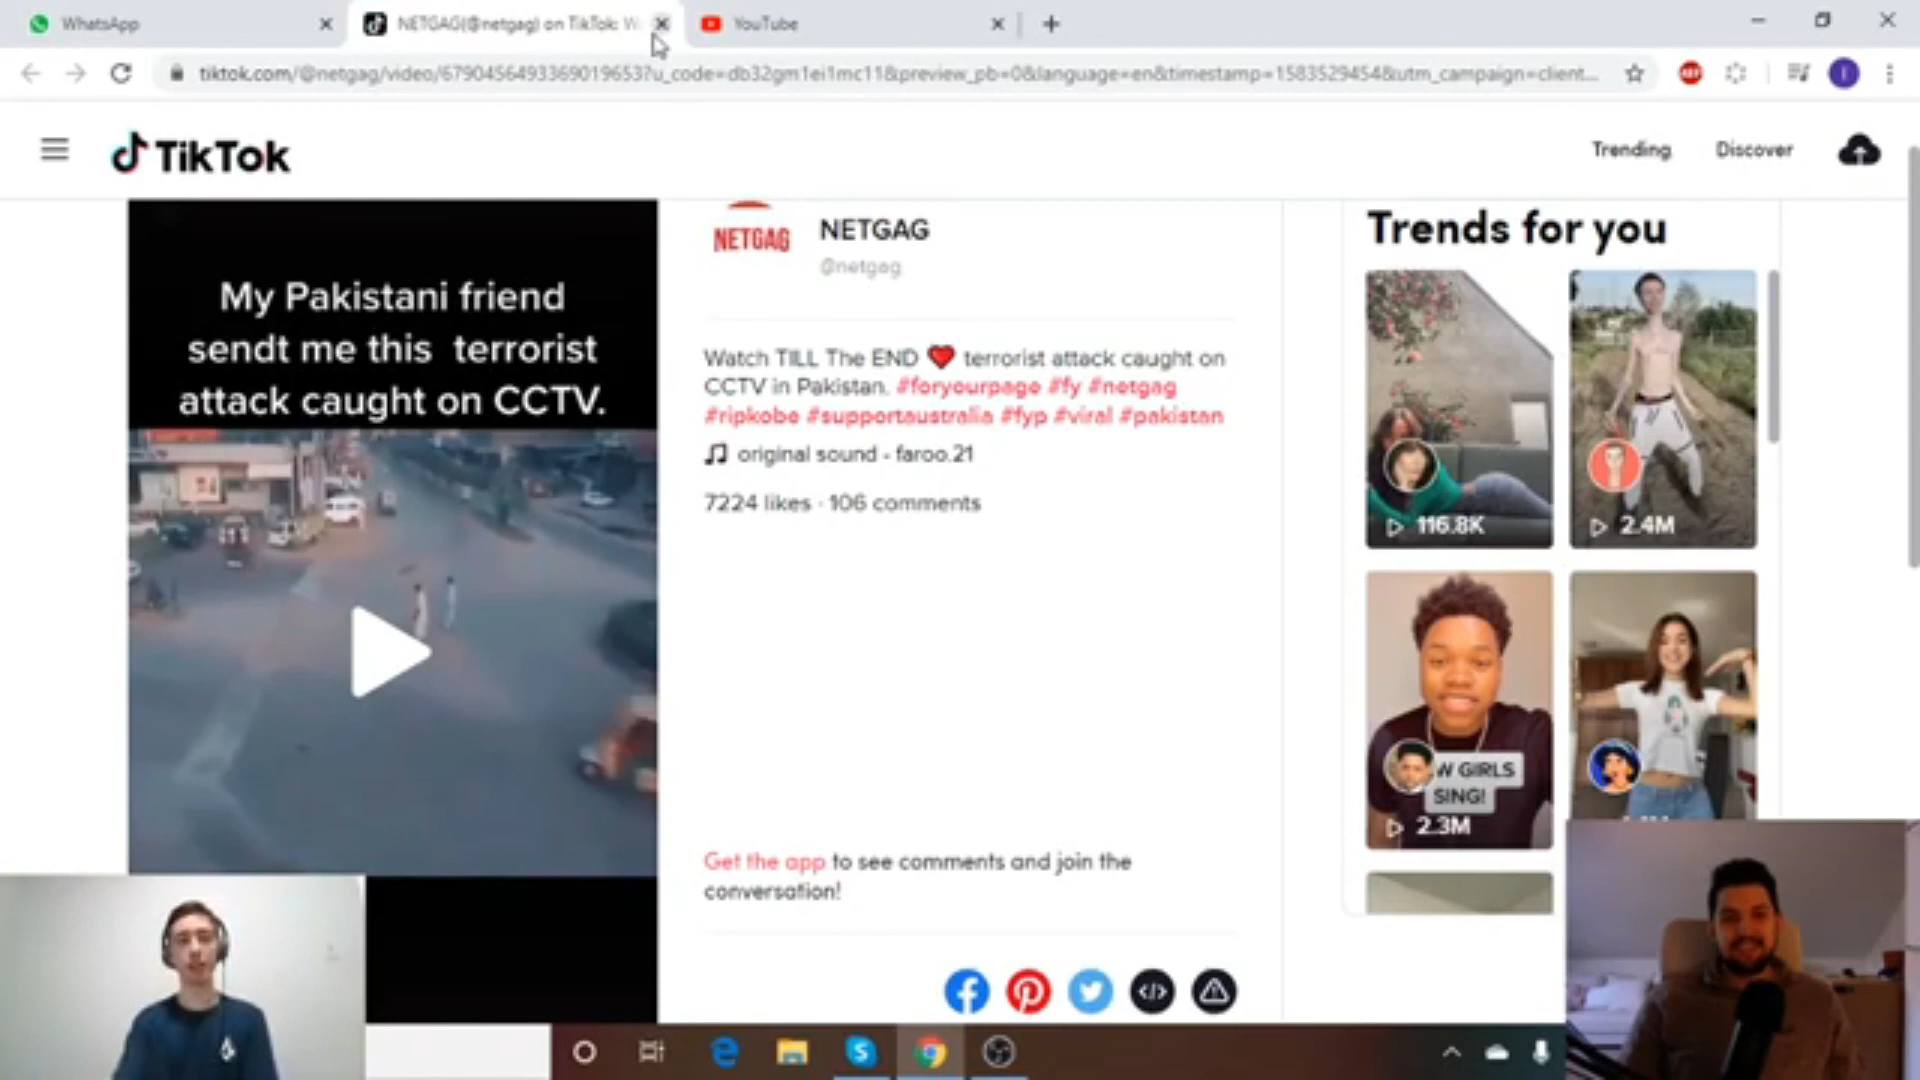 WhatsApp
NETGAG(@netgag) on TikTok: W
YouTube
tiktok.com/@netgag/video/6790456493369019653?u_code=db32gm1ei1mc11&preview_pb=0&language=en&timestamp=1583529454&utm_campaign=client...
TikTok
Trending
Discover
My Pakistani friend
sendt me this terrorist
attack caught on CCTV.
NETGAG
NETGAG
@netgag
Watch TILL The END ❤️ terrorist attack caught on
CCTV in Pakistan. #foryourpage #fy #netgag
#ripkobe #supportaustralia #fyp #viral #pakistan
original sound - faroo.21
7224 likes · 106 comments
Get the app to see comments and join the
conversation!
Trends for you
116.8K
2.4M
W GIRLS
SING!
2.3M